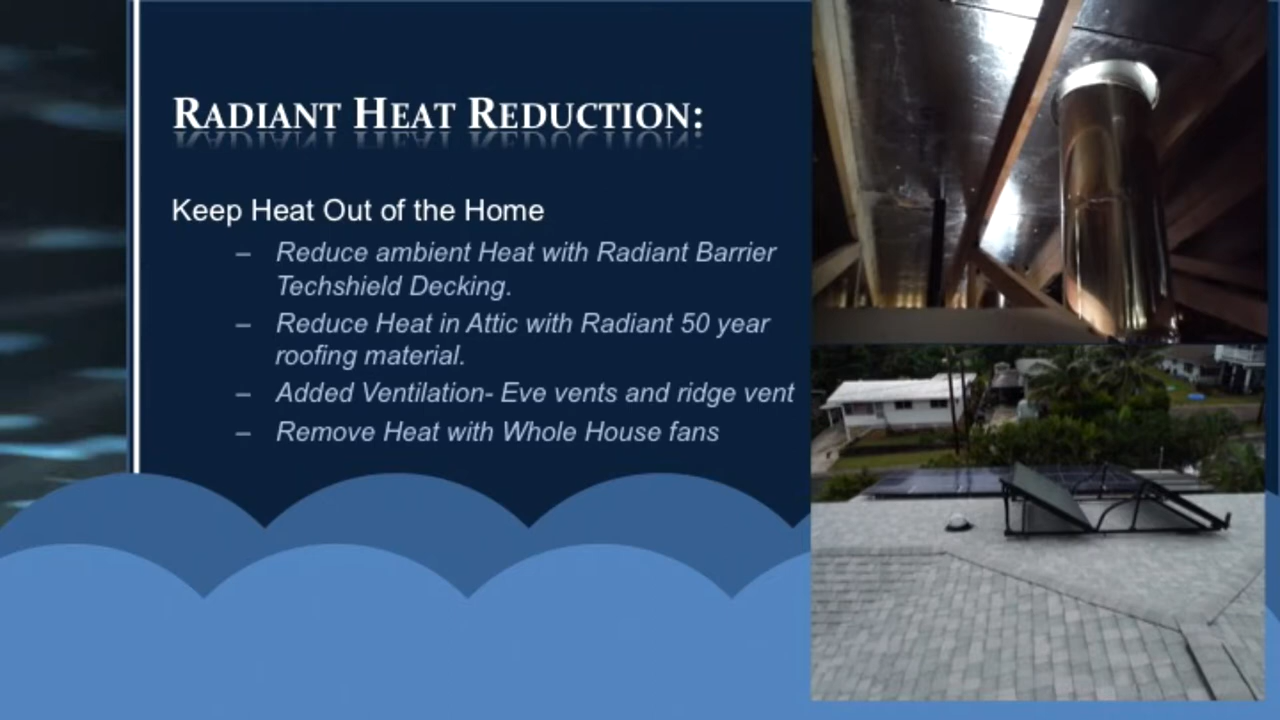 RADIANT HEAT REDUCTION:
Keep Heat Out of the Home
– Reduce ambient Heat with Radiant Barrier
Techshield Decking.
– Reduce Heat in Attic with Radiant 50 year
roofing material.
– Added Ventilation- Eve vents and ridge vent
– Remove Heat with Whole House fans